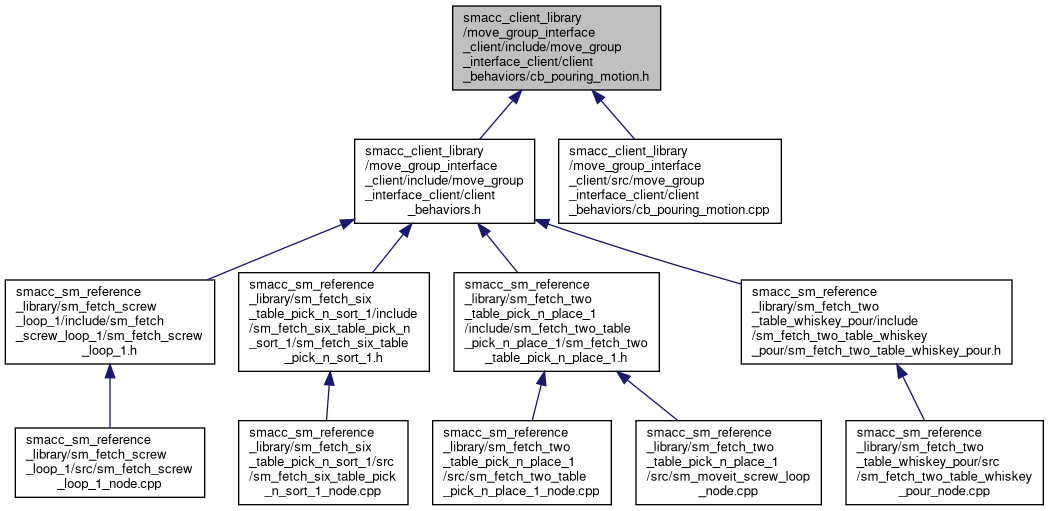 smacc_client_library
/move_group_interface
_client/include/move_group
_interface_client/client
_behaviors/cb_pouring_motion.h
smacc_client_library
/move_group_interface
_client/include/move_group
_interface_client/client
_behaviors.h
smacc_client_library
/move_group_interface
_client/src/move_group
_interface_client/client
_behaviors/cb_pouring_motion.cpp
smacc_sm_reference
_library/sm_fetch_screw
_loop_1/include/sm_fetch
_screw_loop_1/sm_fetch_screw
_loop_1.h
smacc_sm_reference
_library/sm_fetch_six
_table_pick_n_sort_1/include
/sm_fetch_six_table_pick_n
_sort_1/sm_fetch_six_table
_pick_n_sort_1.h
smacc_sm_reference
_library/sm_fetch_two
_table_pick_n_place_1
/include/sm_fetch_two_table
_pick_n_place_1/sm_fetch_two
_table_pick_n_place_1.h
smacc_sm_reference
_library/sm_fetch_two
_table_whiskey_pour/include
/sm_fetch_two_table_whiskey
_pour/sm_fetch_two_table_whiskey_pour.h
smacc_sm_reference
_library/sm_fetch_screw
_loop_1/src/sm_fetch_screw
_loop_1_node.cpp
smacc_sm_reference
_library/sm_fetch_six
_table_pick_n_sort_1/src
/sm_fetch_six_table_pick
_n_sort_1_node.cpp
smacc_sm_reference
_library/sm_fetch_two
_table_pick_n_place_1
/src/sm_fetch_two_table
_pick_n_place_1_node.cpp
smacc_sm_reference
_library/sm_fetch_two
_table_pick_n_place_1
/src/sm_moveit_screw_loop
_node.cpp
smacc_sm_reference
_library/sm_fetch_two
_table_whiskey_pour/src
/sm_fetch_two_table_whiskey
_pour_node.cpp